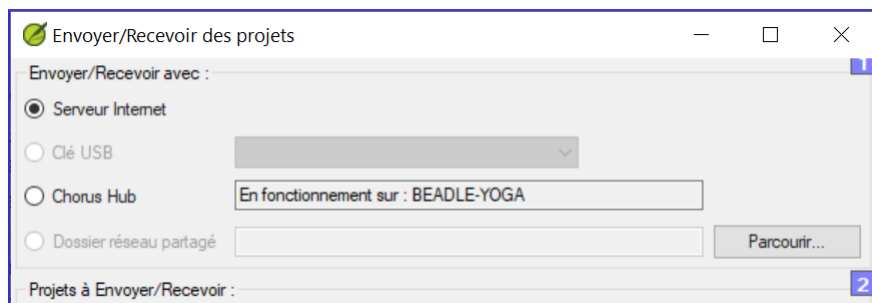 Envoyer/Recevoir des projets
Envoyer/Recevoir avec :
1
Serveur Internet
Clé USB
Chorus Hub
En fonctionnement sur : BEADLE-YOGA
Dossier réseau partagé
Parcourir...
Projets à Envoyer/Recevoir :
2